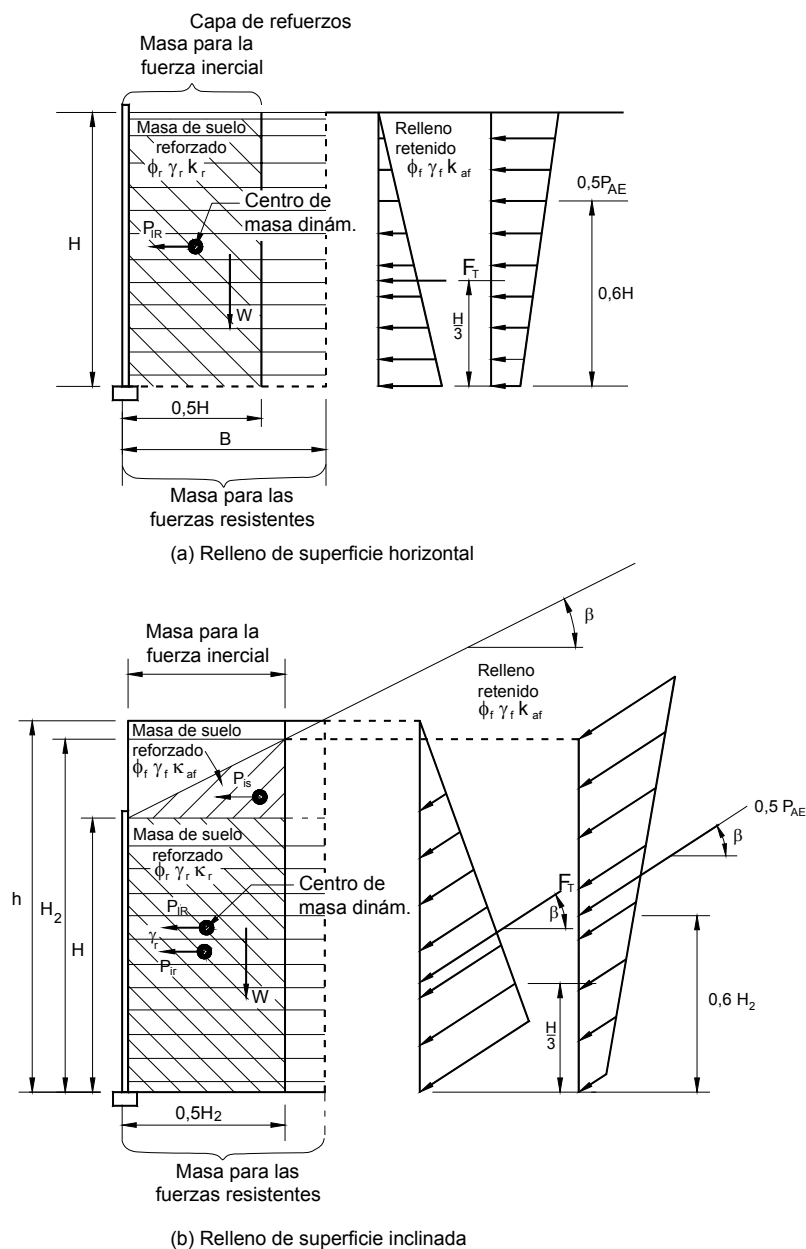 Capa de refuerzos
Masa para la
fuerza inercial
Masa de suelo
reforzado
ϕr γr kr
Relleno
retenido
ϕf γf kaf
Centro de
masa dinám.
PIR
0,5PAE
H
FT
W
H/3
0,6H
0,5H
B
Masa para las
fuerzas resistentes
(a) Relleno de superficie horizontal
β
Masa para la
fuerza inercial
Relleno
retenido
ϕf γf kaf
Masa de suelo
reforzado
ϕf γf κaf
Pis
0,5 PAE
β
Masa de suelo
reforzado
ϕr γr κr
Centro de
masa dinám.
FT
β
h
H2
H
PIR
γr
Pir
W
H/3
0,6 H2
0,5H2
Masa para las
fuerzas resistentes
(b) Relleno de superficie inclinada